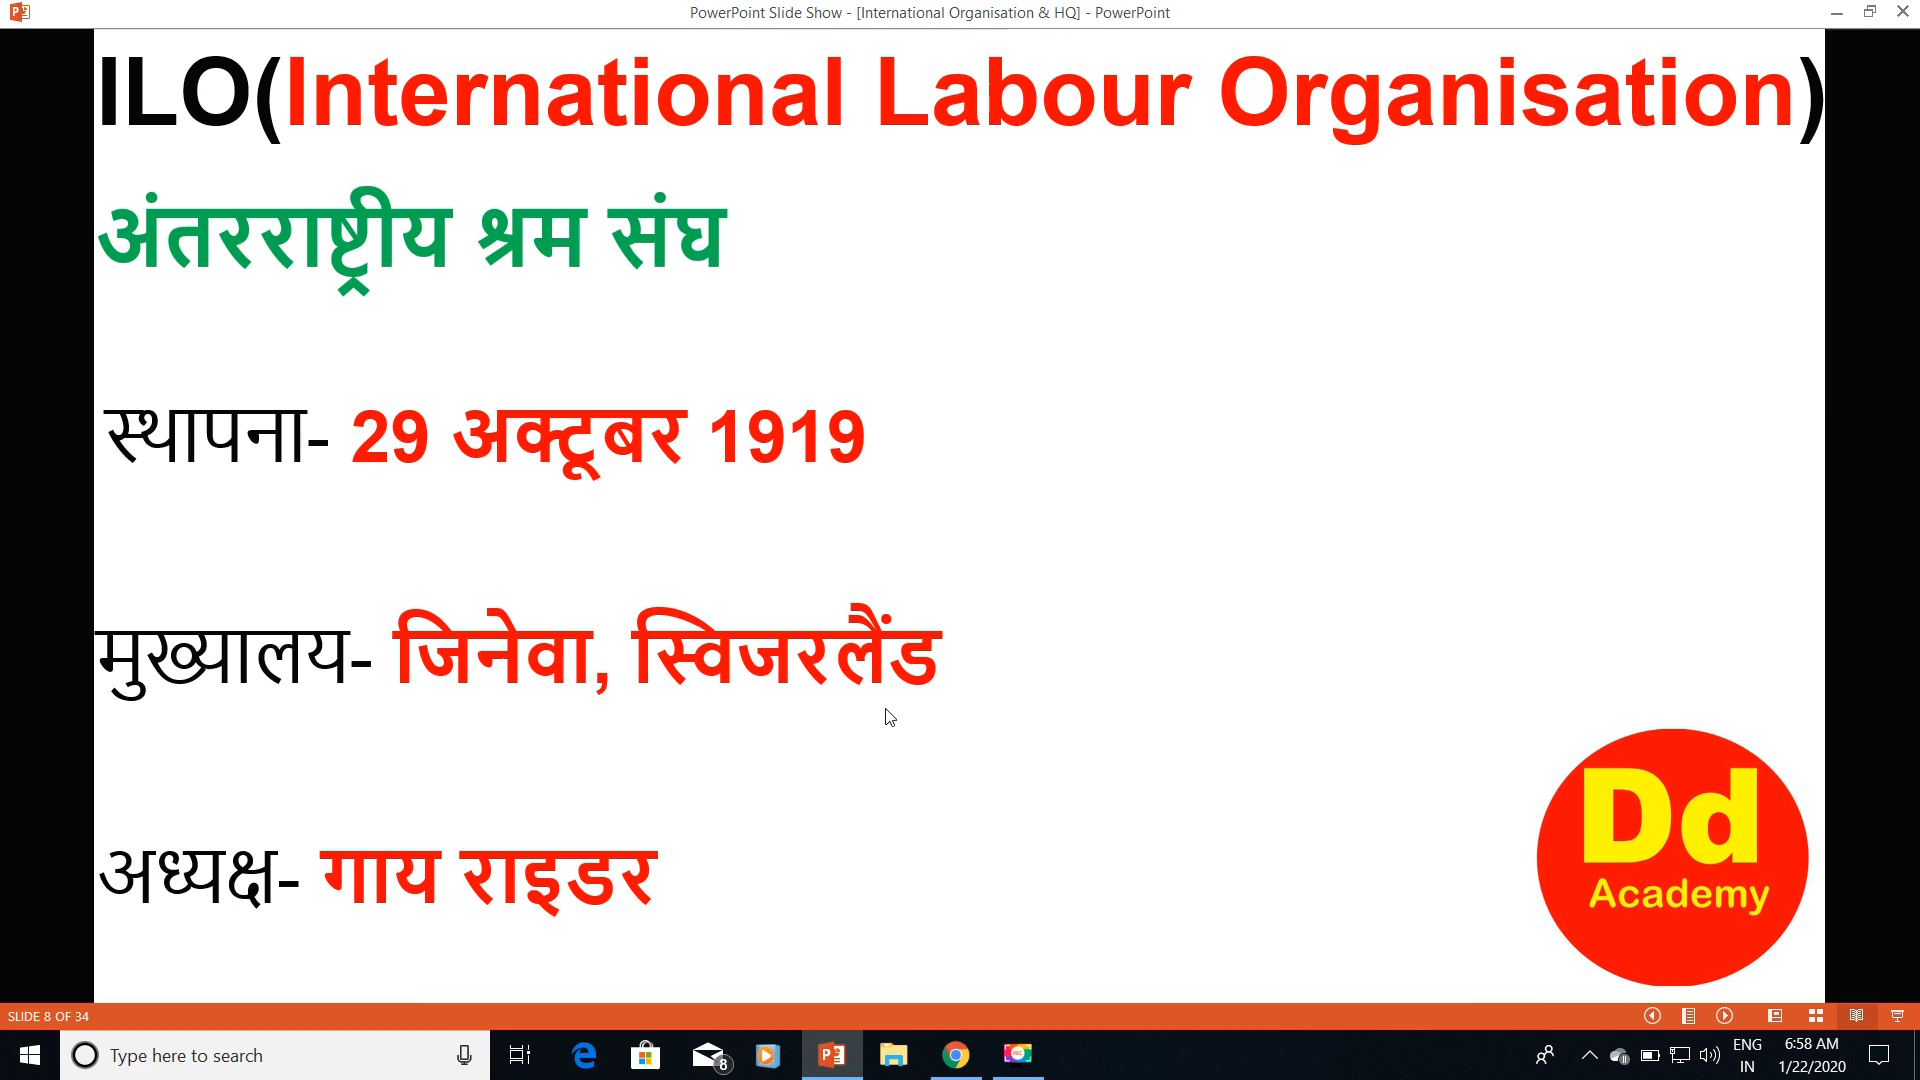 PowerPoint Slide Show - [International Organisation & HQ] - PowerPoint
ILO(International Labour Organisation)
अंतरराष्ट्रीय श्रम संघ
स्थापना- 29 अक्टूबर 1919
मुख्यालय- जिनेवा, स्विजरलैंड
अध्यक्ष- गाय राइडर
Dd
Academy
SLIDE 8 OF 34
Type here to search
8
ENG
IN
6:58 AM
1/22/2020